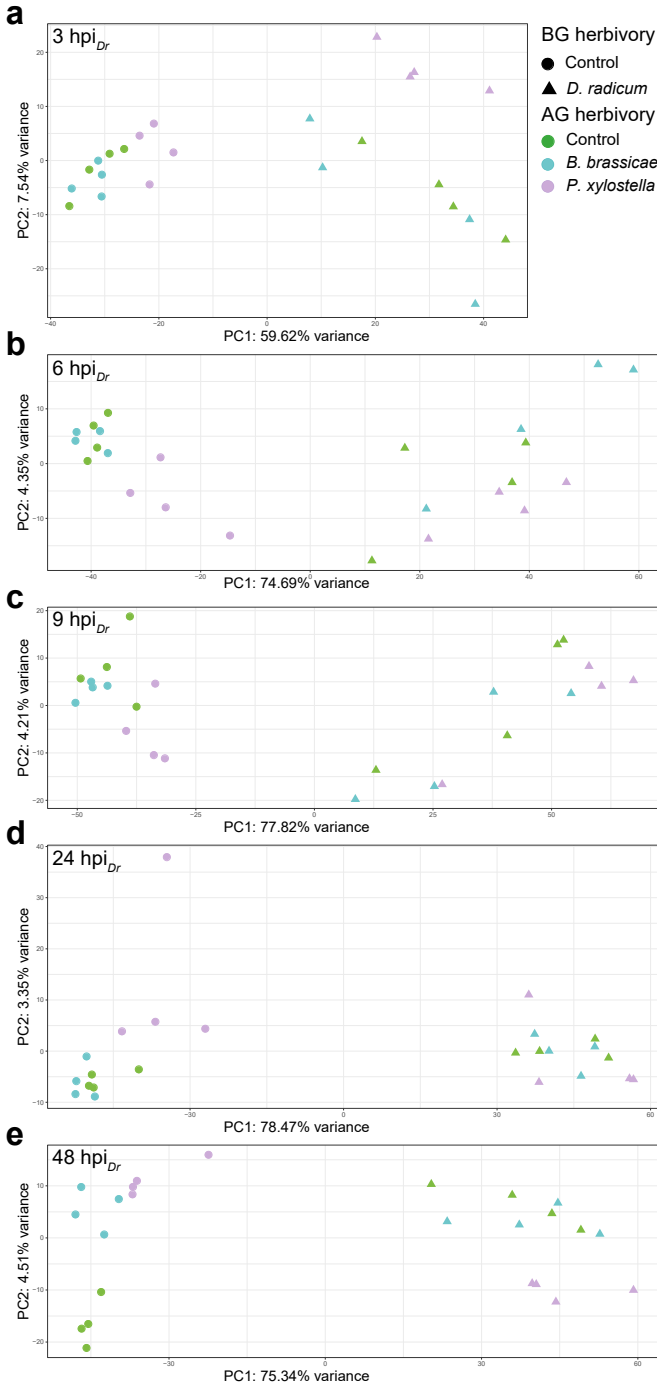 a
3 hpiDr
PC2: 7.54% variance
20
10
0
−10
−20
−40
−20
0
20
40
PC1: 59.62% variance
BG herbivory
Control
D. radicum
AG herbivory
Control
B. brassicae
P. xylostella
b
6 hpiDr
PC2: 4.35% variance
10
0
−10
−40
−20
0
20
40
60
PC1: 74.69% variance
c
9 hpiDr
PC2: 4.21% variance
20
10
0
−10
−20
−50
−25
0
25
50
PC1: 77.82% variance
d
24 hpiDr
PC2: 3.35% variance
40
30
20
10
0
−10
−30
0
30
60
PC1: 78.47% variance
e
48 hpiDr
PC2: 4.51% variance
10
0
−10
−20
−30
0
30
60
PC1: 75.34% variance